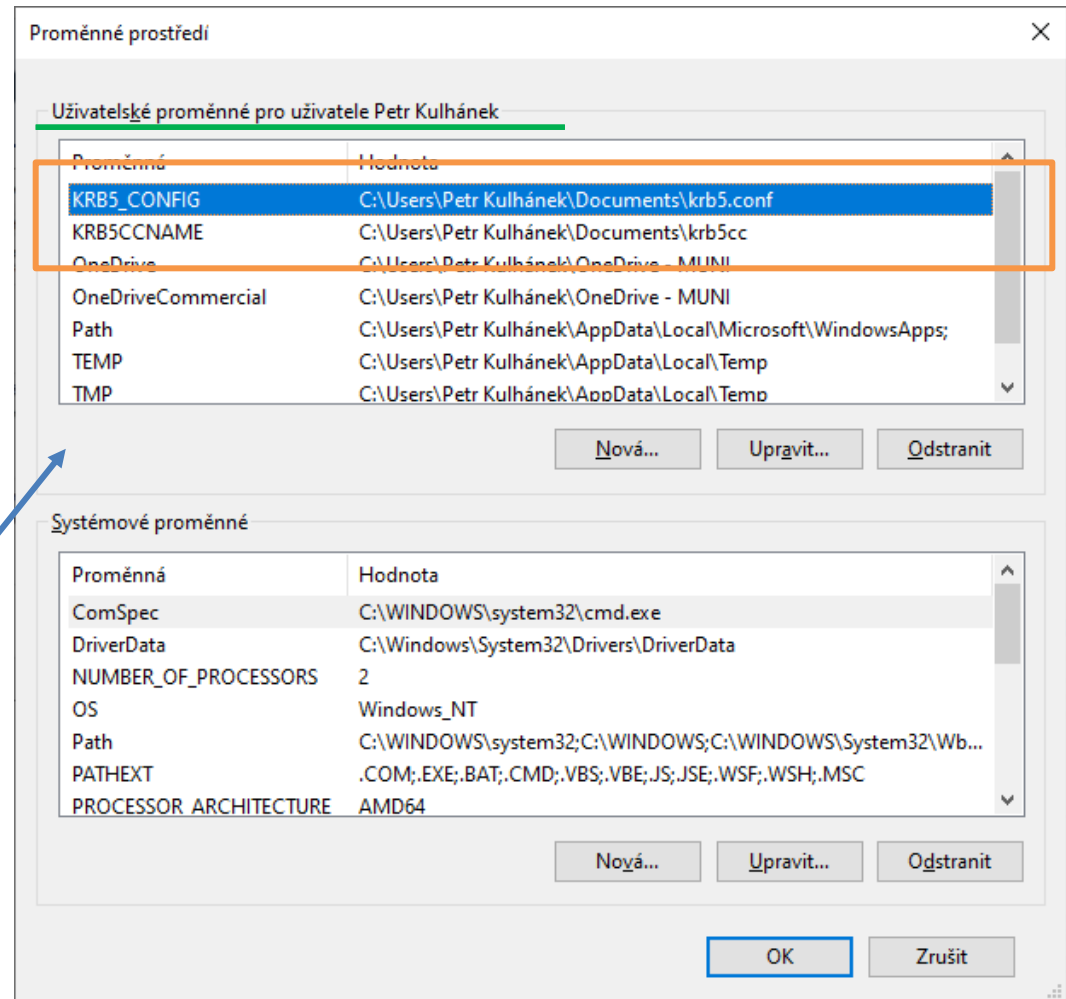 Proměnné prostředí
Uživatelské proměnné pro uživatele Petr Kulhánek
Proměnná Hodnota
KRB5_CONFIG C:\Users\Petr Kulhánek\Documents\krb5.conf
KRB5CCNAME C:\Users\Petr Kulhánek\Documents\krb5cc
OneDrive C:\Users\Petr Kulhánek\OneDrive - MUNI
OneDriveCommercial C:\Users\Petr Kulhánek\OneDrive - MUNI
Path C:\Users\Petr Kulhánek\AppData\Local\Microsoft\WindowsApps;
TEMP C:\Users\Petr Kulhánek\AppData\Local\Temp
TMP C:\Users\Petr Kulhánek\AppData\Local\Temp
Nová... Upravit... Odstranit
Systémové proměnné
Proměnná Hodnota
ComSpec C:\WINDOWS\system32\cmd.exe
DriverData C:\Windows\System32\Drivers\DriverData
NUMBER_OF_PROCESSORS 2
OS Windows_NT
Path C:\WINDOWS\system32;C:\WINDOWS;C:\WINDOWS\System32\Wb...
PATHEXT .COM;.EXE;.BAT;.CMD;.VBS;.VBE;.JS;.JSE;.WSF;.WSH;.MSC
PROCESSOR_ARCHITECTURE AMD64
Nová... Upravit... Odstranit
OK Zrušit